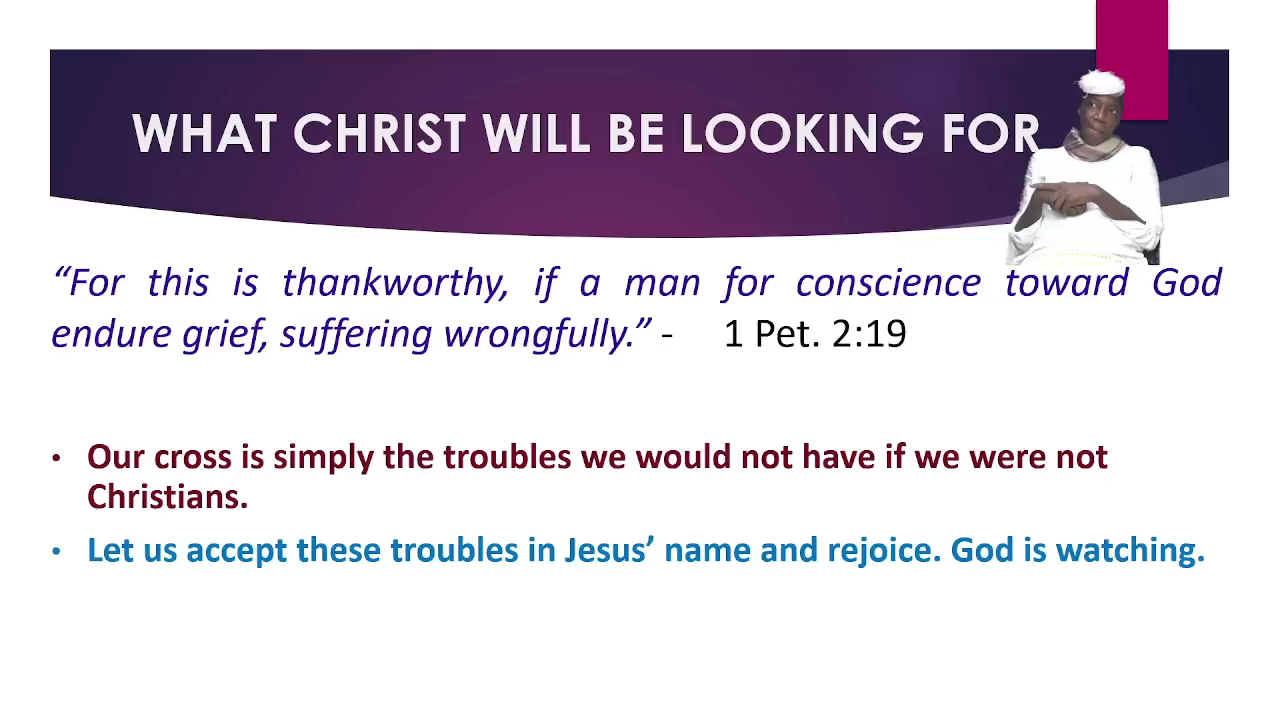 WHAT CHRIST WILL BE LOOKING FOR
“For this is thankworthy, if a man for conscience toward God
endure grief, suffering wrongfully.” - 1 Pet. 2:19
• Our cross is simply the troubles we would not have if we were not
Christians.
• Let us accept these troubles in Jesus’ name and rejoice. God is watching.